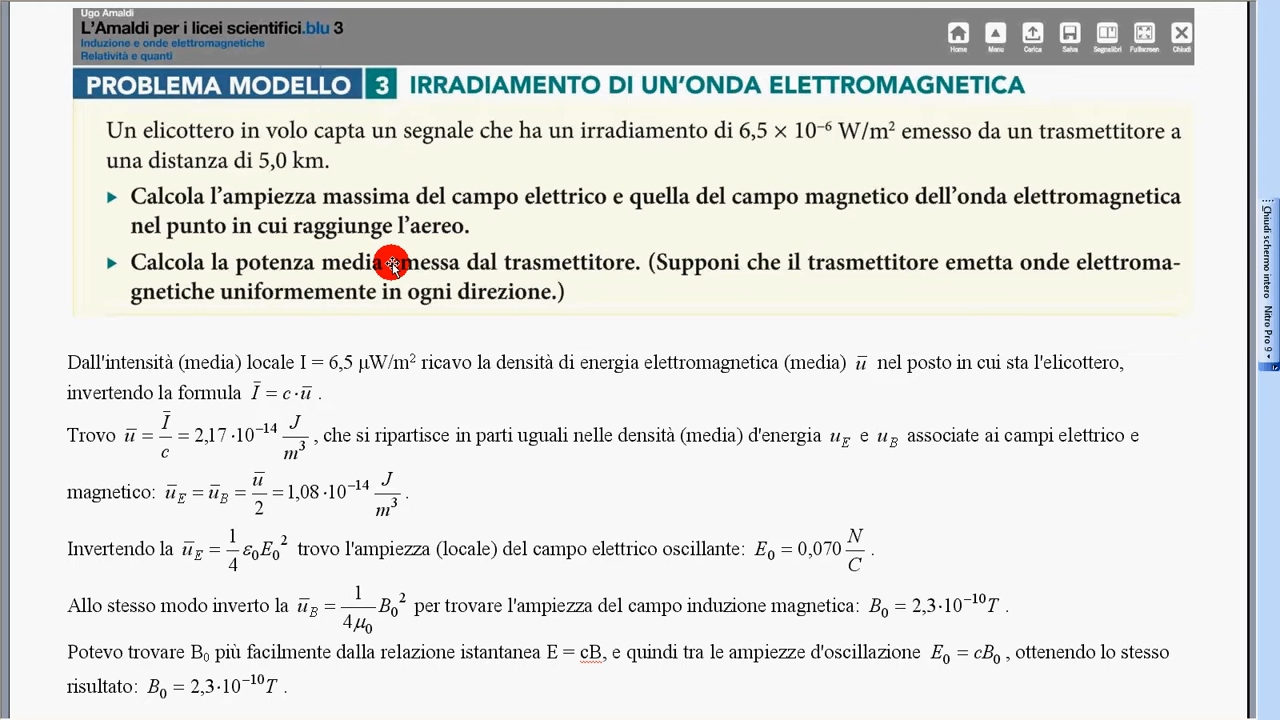 Ugo Amaldi
L'Amaldi per i licei scientifici.blu 3
Induzione e onde elettromagnetiche
Relatività e quanti
Home Menu Carica Salva Segnalibri Fullscreen Chiudi
PROBLEMA MODELLO 3 IRRADIAMENTO DI UN'ONDA ELETTROMAGNETICA
Un elicottero in volo capta un segnale che ha un irradiamento di 6,5 × 10⁻⁶ W/m² emesso da un trasmettitore a
una distanza di 5,0 km.
▸ Calcola l'ampiezza massima del campo elettrico e quella del campo magnetico dell'onda elettromagnetica
nel punto in cui raggiunge l'aereo.
▸ Calcola la potenza media emessa dal trasmettitore. (Supponi che il trasmettitore emetta onde elettroma-
gnetiche uniformemente in ogni direzione.)
Dall'intensità (media) locale I = 6,5 μW/m² ricavo la densità di energia elettromagnetica (media) ū nel posto in cui sta l'elicottero,
invertendo la formula Ī = c·ū .
Trovo ū = Ī/c = 2,17·10⁻¹⁴ J/m³ , che si ripartisce in parti uguali nelle densità (media) d'energia u_E e u_B associate ai campi elettrico e
magnetico: ū_E = ū_B = ū/2 = 1,08·10⁻¹⁴ J/m³ .
Invertendo la ū_E = 1/4 ε₀E₀² trovo l'ampiezza (locale) del campo elettrico oscillante: E₀ = 0,070 N/C .
Allo stesso modo inverto la ū_B = 1/4μ₀ B₀² per trovare l'ampiezza del campo induzione magnetica: B₀ = 2,3·10⁻¹⁰T .
Potevo trovare B₀ più facilmente dalla relazione istantanea E = cB, e quindi tra le ampiezze d'oscillazione E₀ = cB₀ , ottenendo lo stesso
risultato: B₀ = 2,3·10⁻¹⁰T .
Chiudi schermo intero Nitro Pro 9